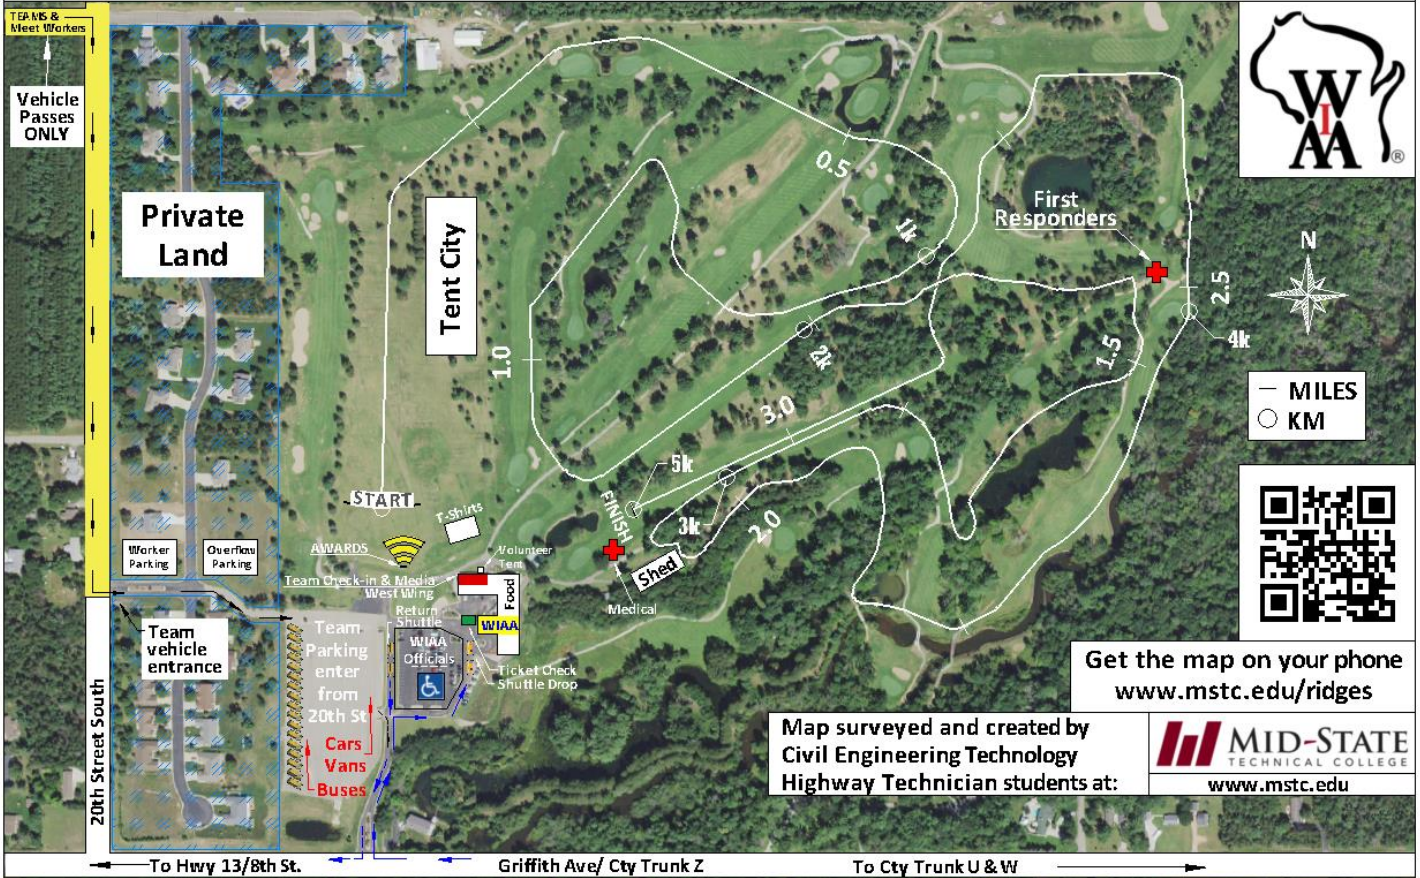 TEAMS &
Meet Workers
Vehicle
Passes
ONLY
Private
Land
Tent City
0.5
1k
First
Responders
W
I
AA
®
N
2.5
4k
1.5
1.0
2k
3.0
— MILES
○ KM
5k
START
T-Shirts
FINISH
3k
2.0
AWARDS
Volunteer
Tent
Shed
Worker
Parking
Overflow
Parking
Team Check-in & Media
West Wing
Food
Medical
Return
Shuttle
WIAA
Team
vehicle
entrance
Team
Parking
enter
from
20th St
WIAA
Officials
Ticket Check
Shuttle Drop
Cars
Vans
Buses
20th Street South
Get the map on your phone
www.mstc.edu/ridges
Map surveyed and created by
Civil Engineering Technology
Highway Technician students at:
MID-STATE
TECHNICAL COLLEGE
www.mstc.edu
To Hwy 13/8th St.
Griffith Ave/ Cty Trunk Z
To Cty Trunk U & W